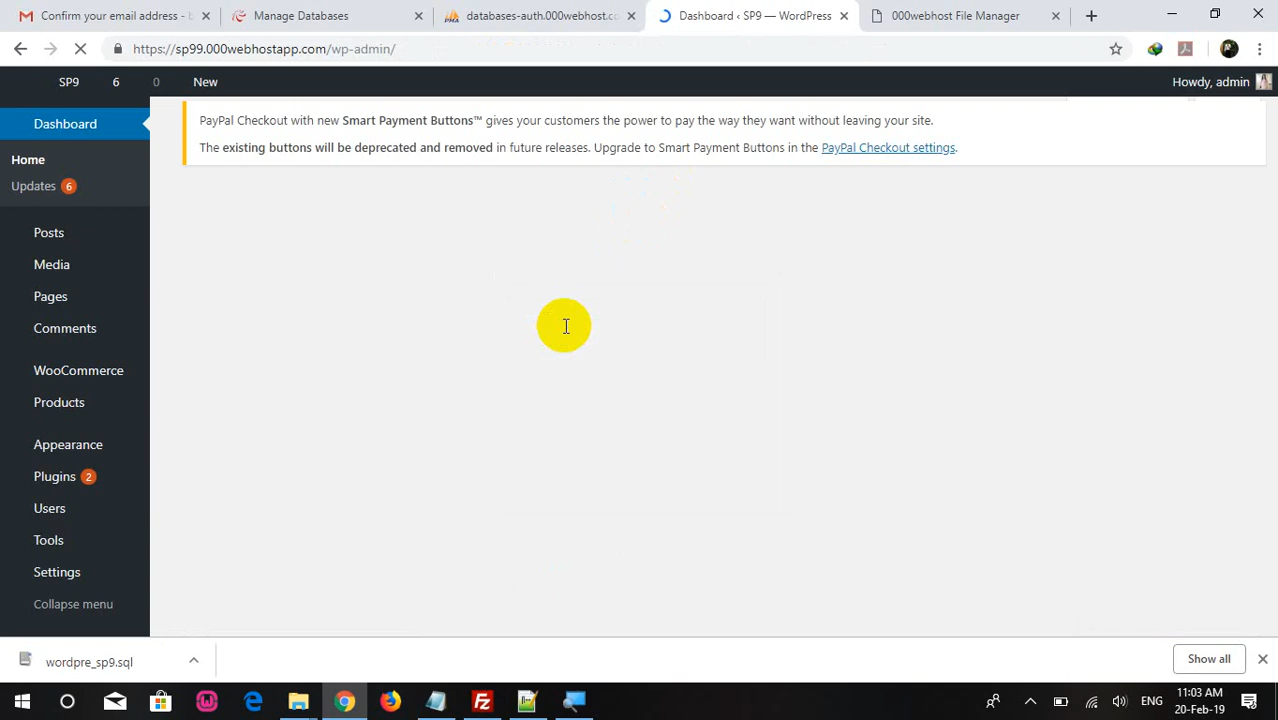 Confirm your email address - b
Manage Databases
databases-auth.000webhost.co
Dashboard ‹ SP9 — WordPress
000webhost File Manager
https://sp99.000webhostapp.com/wp-admin/
SP9
6
0
New
Howdy, admin
Dashboard
Home
Updates 6
Posts
Media
Pages
Comments
WooCommerce
Products
Appearance
Plugins 2
Users
Tools
Settings
Collapse menu
PayPal Checkout with new Smart Payment Buttons™ gives your customers the power to pay the way they want without leaving your site.
The existing buttons will be deprecated and removed in future releases. Upgrade to Smart Payment Buttons in the PayPal Checkout settings.
wordpre_sp9.sql
Show all
ENG
11:03 AM
20-Feb-19